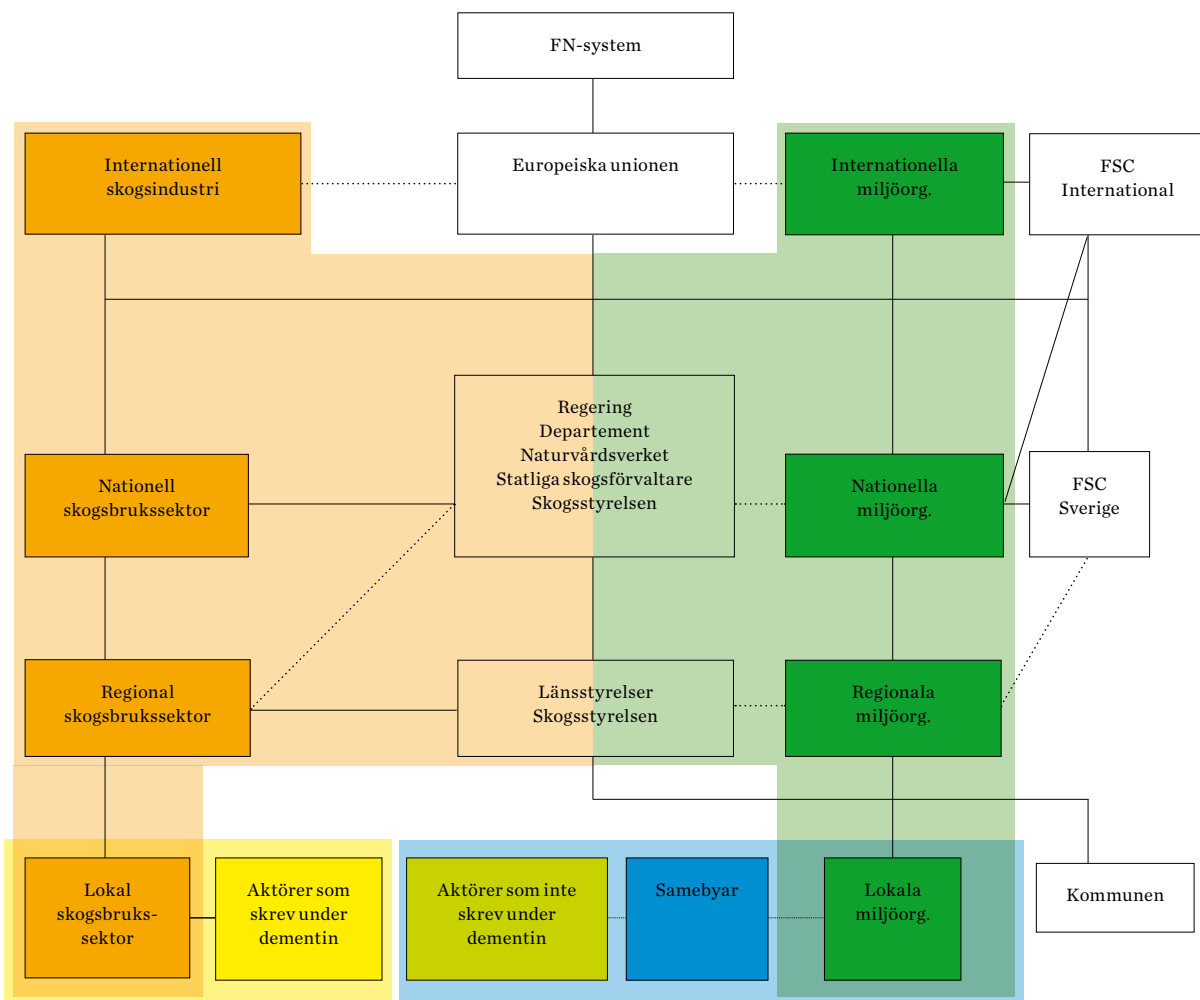 FN-system
Internationell
skogsindustri
Europeiska unionen
Internationella
miljöorg.
FSC
International
Nationell
skogsbrukssektor
Regering
Departement
Naturvårdsverket
Statliga skogsförvaltare
Skogsstyrelsen
Nationella
miljöorg.
FSC
Sverige
Regional
skogsbrukssektor
Länsstyrelser
Skogsstyrelsen
Regionala
miljöorg.
Lokal
skogsbruks-
sektor
Aktörer som
skrev under
dementin
Aktörer som inte
skrev under
dementin
Samebyar
Lokala
miljöorg.
Kommunen